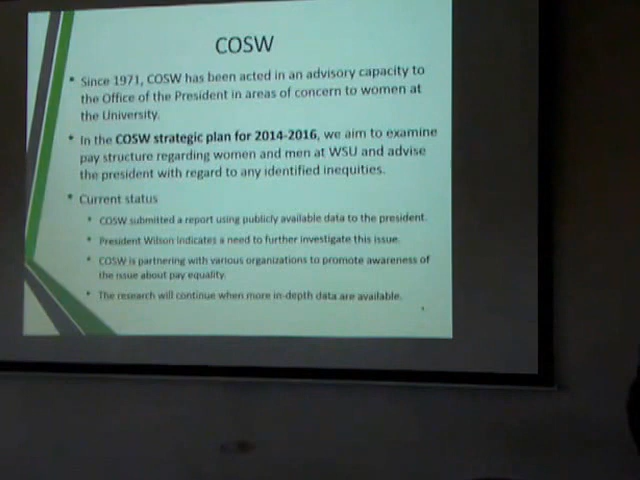 COSW
• Since 1971, COSW has been acted in an advisory capacity to
the Office of the President in areas of concern to women at
the University.
• In the COSW strategic plan for 2014-2016, we aim to examine
pay structure regarding women and men at WSU and advise
the president with regard to any identified inequities.
• Current status
• COSW submitted a report using publicly available data to the president.
• President Wilson indicates a need to further investigate this issue.
• COSW is partnering with various organizations to promote awareness of
the issue about pay equality.
• The research will continue when more in-depth data are available.